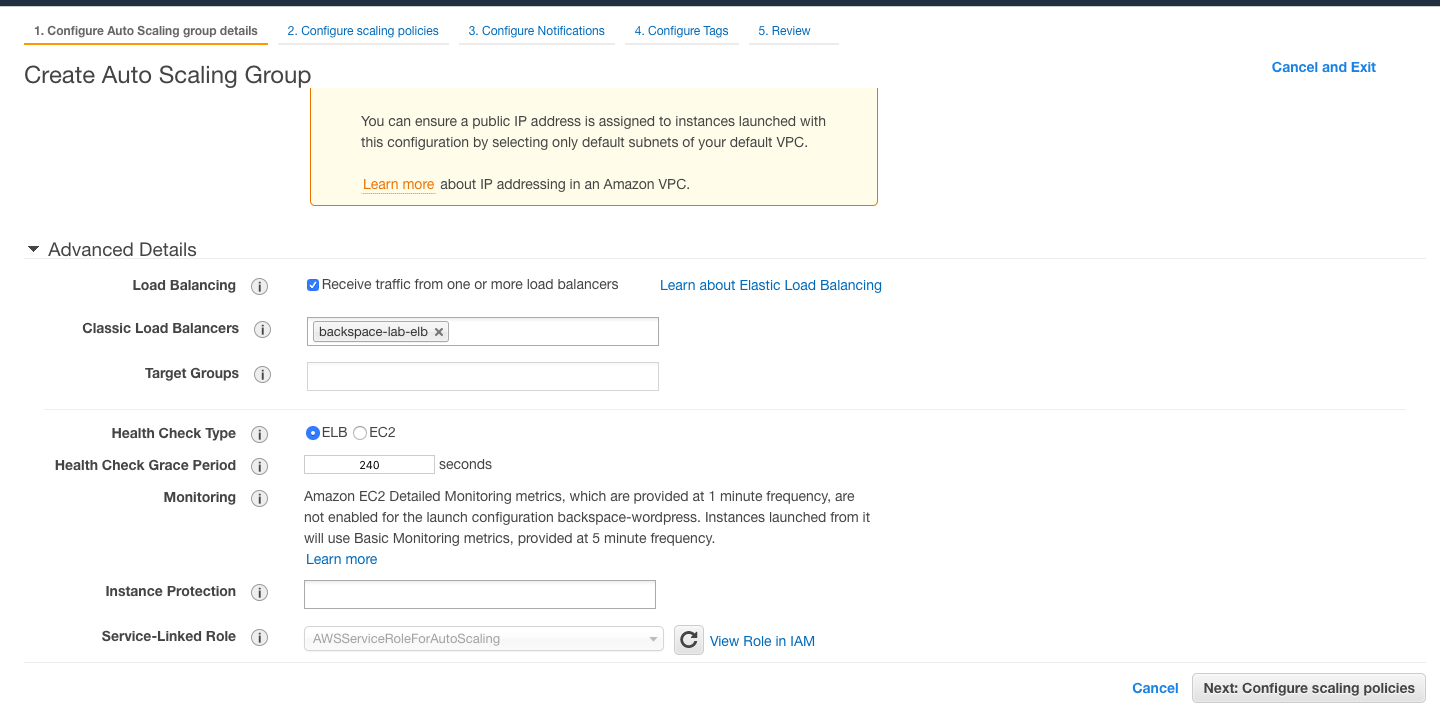 1. Configure Auto Scaling group details 2. Configure scaling policies 3. Configure Notifications 4. Configure Tags 5. Review
Create Auto Scaling Group
Cancel and Exit
You can ensure a public IP address is assigned to instances launched with
this configuration by selecting only default subnets of your default VPC.
Learn more about IP addressing in an Amazon VPC.
Advanced Details
Load Balancing i Receive traffic from one or more load balancers Learn about Elastic Load Balancing
Classic Load Balancers i backspace-lab-elb ×
Target Groups i
Health Check Type i ELB EC2
Health Check Grace Period i 240 seconds
Monitoring i Amazon EC2 Detailed Monitoring metrics, which are provided at 1 minute frequency, are
not enabled for the launch configuration backspace-wordpress. Instances launched from it
will use Basic Monitoring metrics, provided at 5 minute frequency.
Learn more
Instance Protection i
Service-Linked Role i AWSServiceRoleForAutoScaling View Role in IAM
Cancel Next: Configure scaling policies